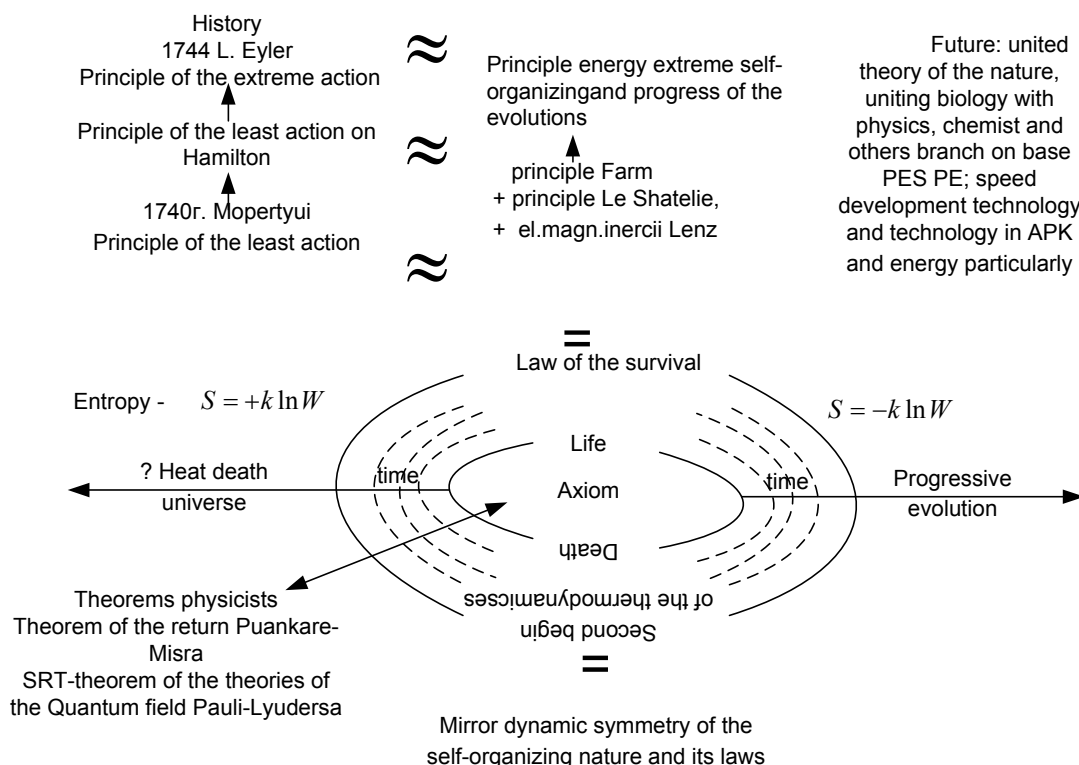 History
1744 L. Eyler
Principle of the extreme action
Principle of the least action on
Hamilton
1740г. Mopertyui
Principle of the least action
≈
≈
≈
Principle energy extreme self-
organizingand progress of the
evolutions
principle Farm
+ principle Le Shatelie,
+ el.magn.inercii Lenz
Future: united
theory of the nature,
uniting biology with
physics, chemist and
others branch on base
PES PE; speed
development technology
and technology in APK
and energy particularly
=
Law of the survival
Entropy - S = +k ln W
S = −k ln W
Life
? Heat death
universe
time
Axiom
time
Progressive
evolution
Death
Second begin
of the thermodynamicses
=
Theorems physicists
Theorem of the return Puankare-
Misra
SRT-theorem of the theories of
the Quantum field Pauli-Lyudersa
Mirror dynamic symmetry of the
self-organizing nature and its laws